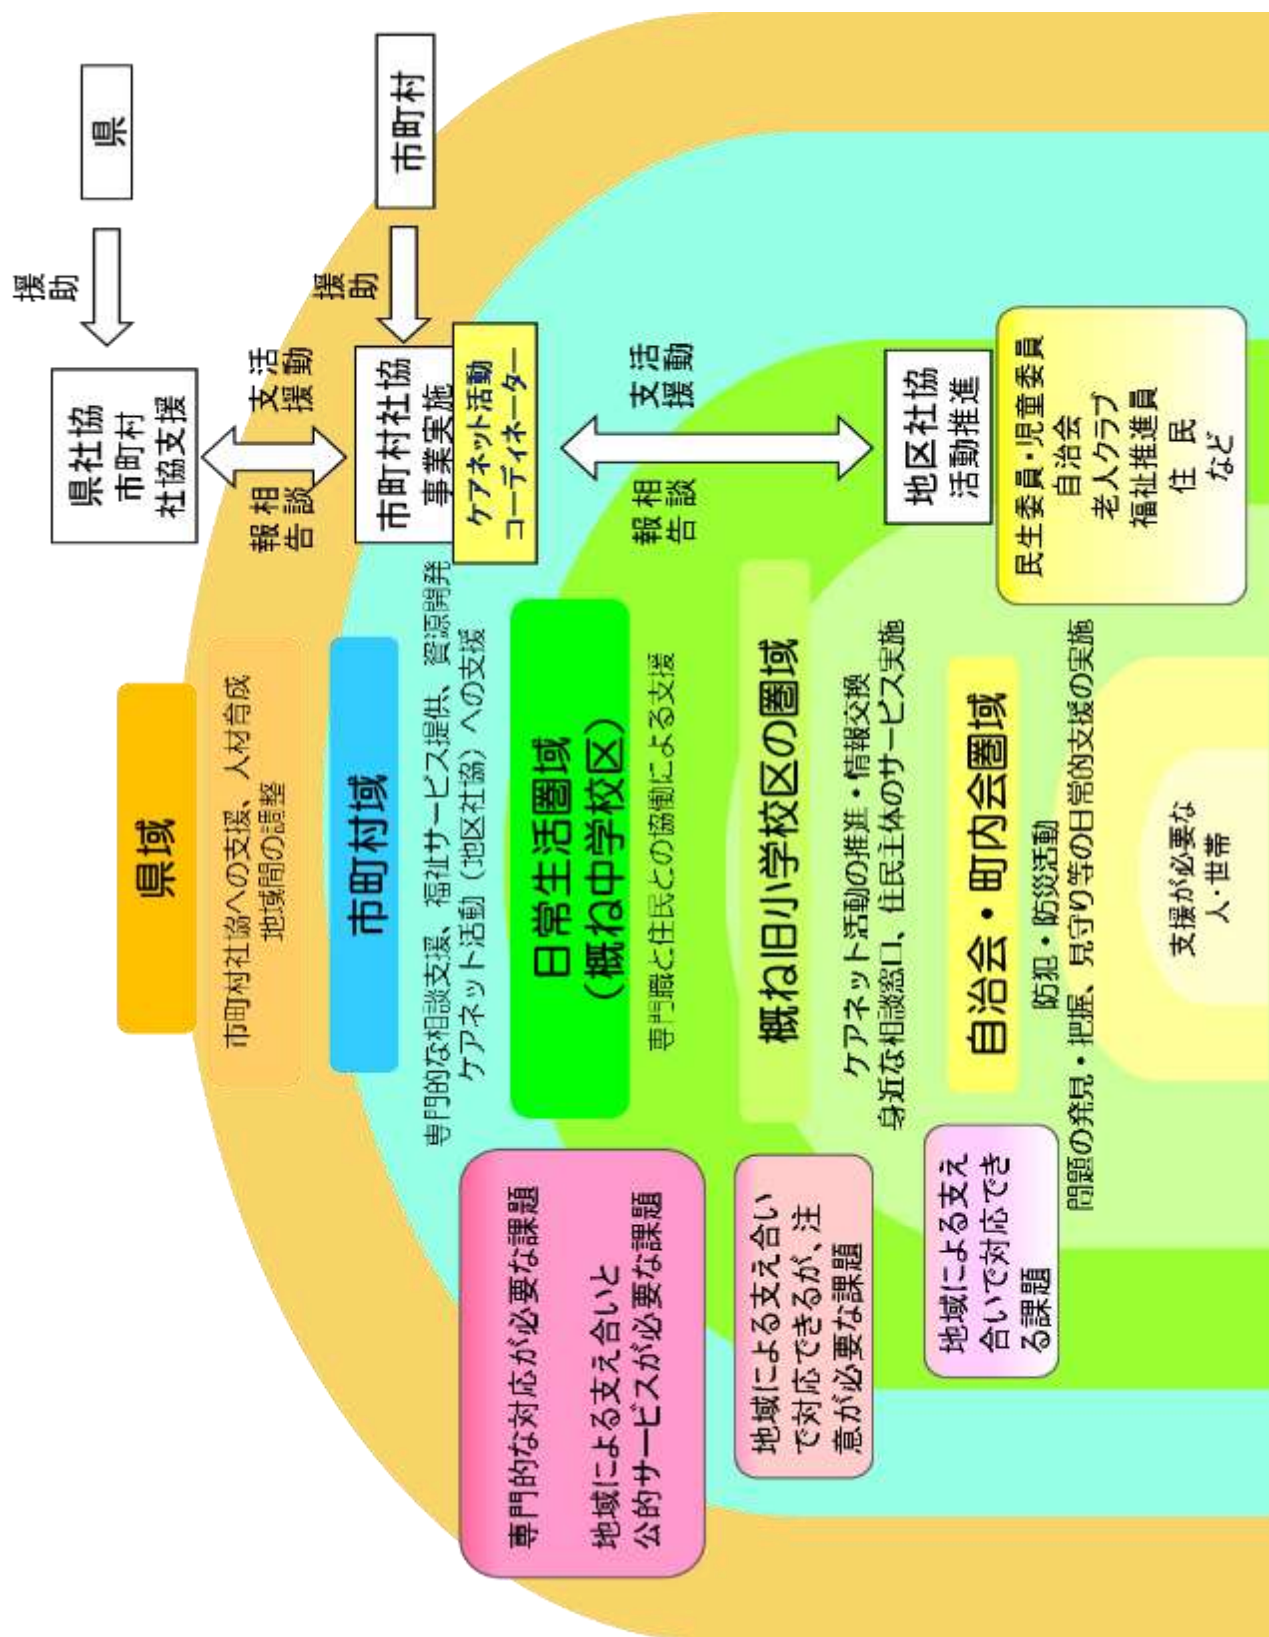 県域
市町村社協への支援、人材育成
地域間の調整
市町村域
専門的な相談支援、福祉サービス提供、資源開発
ケアネット活動（地区社協）への支援
日常生活圏域
（概ね中学校区）
専門職と住民との協働による支援
概ね旧小学校区の圏域
ケアネット活動の推進・情報交換
身近な相談窓口、住民主体のサービス実施
自治会・町内会圏域
防犯・防災活動
問題の発見・把握、見守り等の日常的支援の実施
支援が必要な
人・世帯
専門的な対応が必要な課題
地域による支え合いと
公的サービスが必要な課題
地域による支え合い
で対応できるが、注
意が必要な課題
地域による支え
合いで対応でき
る課題
県社協
市町村
社協支援
援助
県
報告
相談
活動
支援
市町村社協
事業実施
ケアネット活動
コーディネーター
援助
市町村
報告
相談
活動
支援
地区社協
活動推進
民生委員・児童委員
自治会
老人クラブ
福祉推進員
住　民
など